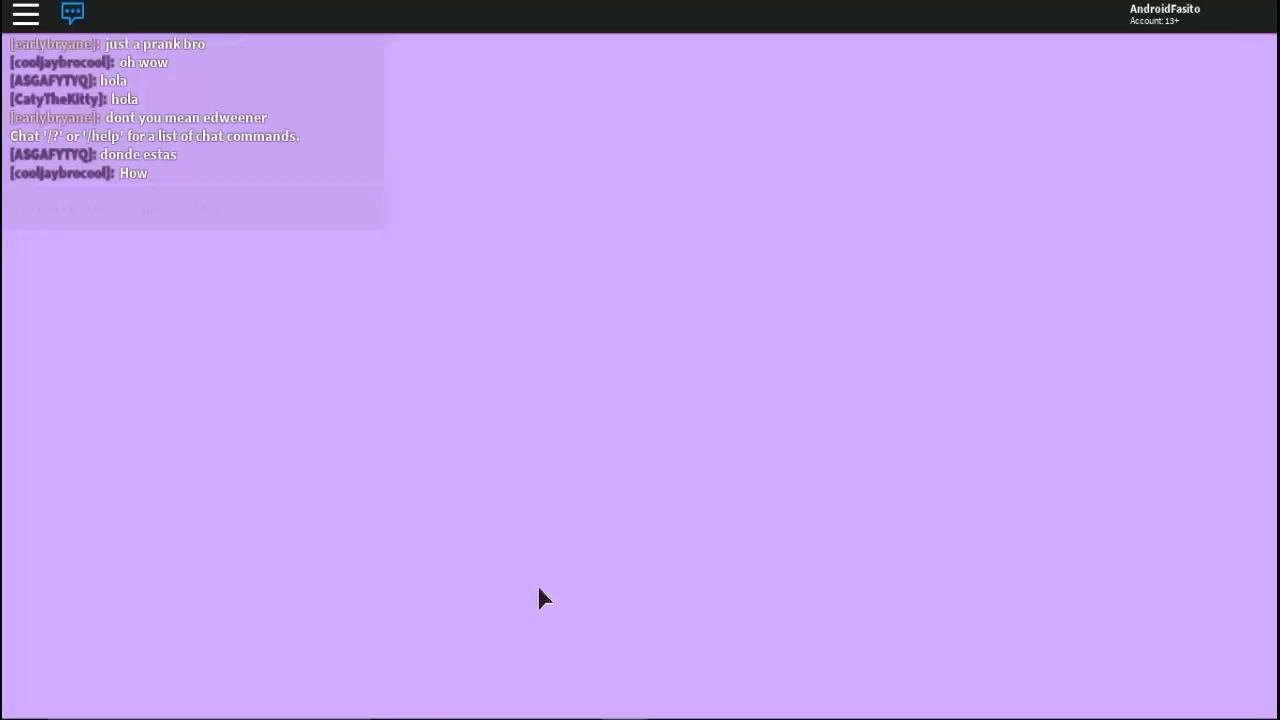 AndroidFasito
Account: 13+
[earlybryane]: just a prank bro
[cooljaybrocool]: oh wow
[ASGAFYTYQ]: hola
[CatyTheKitty]: hola
[earlybryane]: dont you mean edweener
Chat '/?' or '/help' for a list of chat commands.
[ASGAFYTYQ]: donde estas
[cooljaybrocool]: How